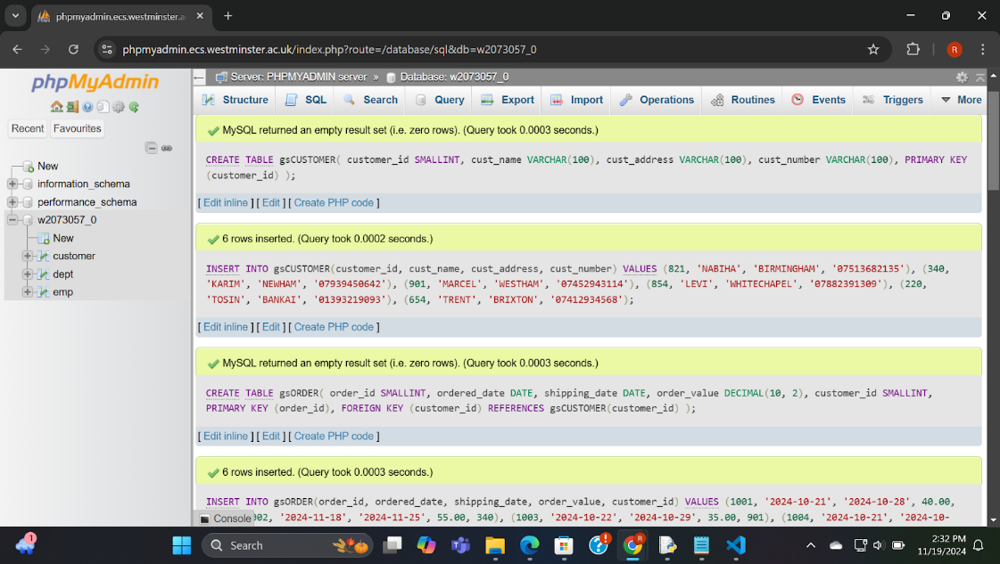 phpmyadmin.ecs.westminster.a
phpmyadmin.ecs.westminster.ac.uk/index.php?route=/database/sql&db=w2073057_0
R
phpMyAdmin
Recent
Favourites
New
information_schema
performance_schema
w2073057_0
New
customer
dept
emp
Server: PHPMYADMIN server » Database: w2073057_0
Structure SQL Search Query Export Import Operations Routines Events Triggers More
MySQL returned an empty result set (i.e. zero rows). (Query took 0.0003 seconds.)
CREATE TABLE gsCUSTOMER( customer_id SMALLINT, cust_name VARCHAR(100), cust_address VARCHAR(100), cust_number VARCHAR(100), PRIMARY KEY
(customer_id) );
[ Edit inline ] [ Edit ] [ Create PHP code ]
6 rows inserted. (Query took 0.0002 seconds.)
INSERT INTO gsCUSTOMER(customer_id, cust_name, cust_address, cust_number) VALUES (821, 'NABIHA', 'BIRMINGHAM', '07513682135'), (340,
'KARIM', 'NEWHAM', '07939450642'), (901, 'MARCEL', 'WESTHAM', '07452943114'), (854, 'LEVI', 'WHITECHAPEL', '07882391309'), (220,
'TOSIN', 'BANKAI', '01393219093'), (654, 'TRENT', 'BRIXTON', '07412934568');
[ Edit inline ] [ Edit ] [ Create PHP code ]
MySQL returned an empty result set (i.e. zero rows). (Query took 0.0003 seconds.)
CREATE TABLE gsORDER( order_id SMALLINT, ordered_date DATE, shipping_date DATE, order_value DECIMAL(10, 2), customer_id SMALLINT,
PRIMARY KEY (order_id), FOREIGN KEY (customer_id) REFERENCES gsCUSTOMER(customer_id) );
[ Edit inline ] [ Edit ] [ Create PHP code ]
6 rows inserted. (Query took 0.0003 seconds.)
INSERT INTO gsORDER(order_id, ordered_date, shipping_date, order_value, customer_id) VALUES (1001, '2024-10-21', '2024-10-28', 40.00,
Console 002, '2024-11-18', '2024-11-25', 55.00, 340), (1003, '2024-10-22', '2024-10-29', 35.00, 901), (1004, '2024-10-21', '2024-10-
1
Search
R
2:32 PM
11/19/2024